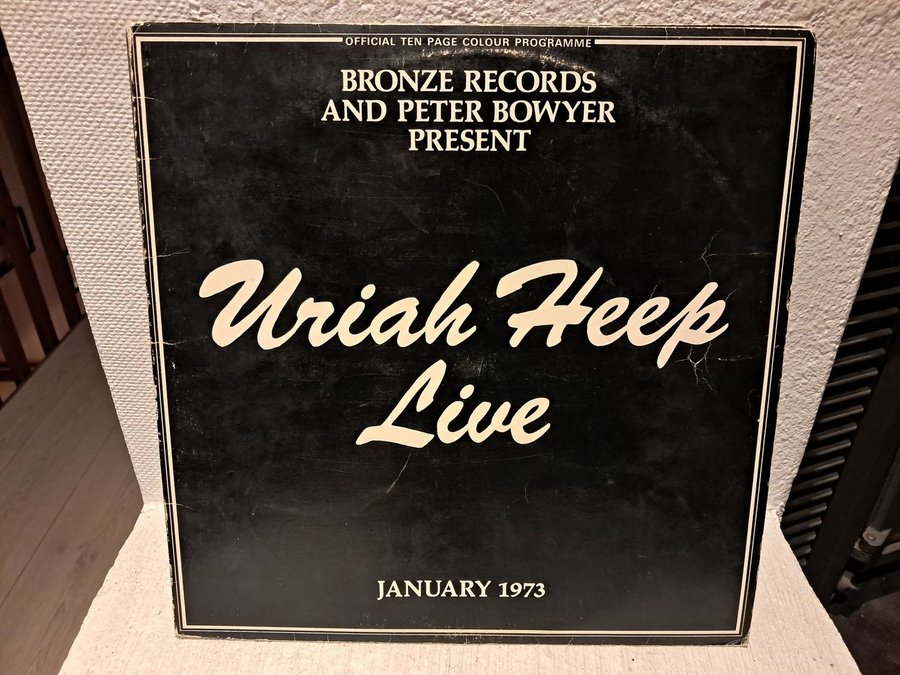 OFFICIAL TEN PAGE COLOUR PROGRAMME
BRONZE RECORDS
AND PETER BOWYER
PRESENT
Uriah Heep
Live
JANUARY 1973